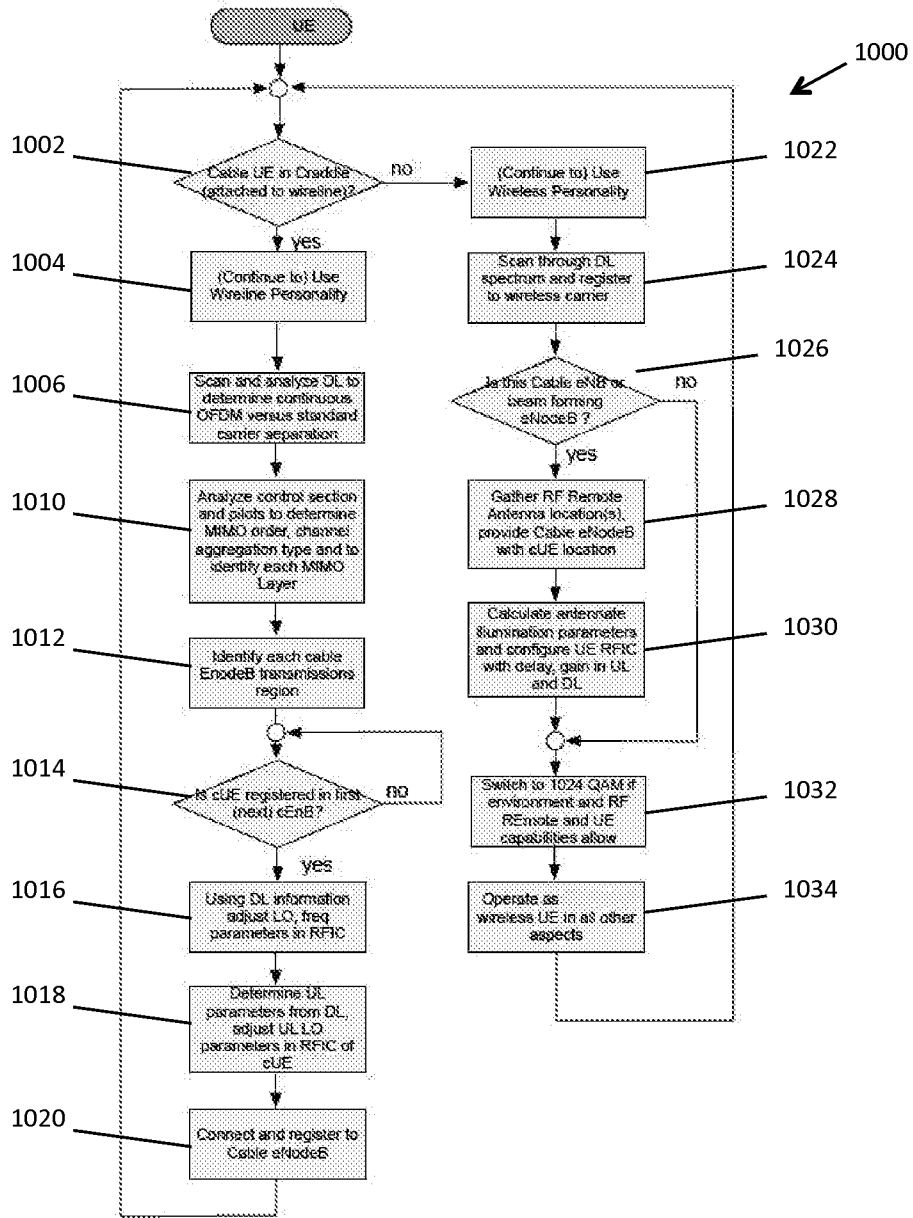 UE
1000
1002
Cable UE in Craddle
(attached to wireline)?
no
yes
1004
(Continue to) Use
Wireline Personality
1006
Scan and analyze DL to
determine continuous
OFDM versus standard
carrier separation
1010
Analyze control section
and pilots to determine
MIMO order, channel
aggregation type and to
identify each MIMO
Layer
1012
Identify each cable
EnodeB transmissions
region
1014
Is cUE registered in first
(next) cEnB?
no
yes
1016
Using DL information
adjust LO, freq
parameters in RFIC
1018
Determine UL
parameters from DL,
adjust UL LO
parameters in RFIC of
cUE
1020
Connect and register to
Cable eNodeB
1022
(Continue to) Use
Wireless Personality
1024
Scan through DL
spectrum and register
to wireless carrier
1026
Is this Cable eNB or
beam forming
eNodeB ?
no
yes
1028
Gather RF Remote
Antenna location(s),
provide Cable eNodeB
with cUE location
1030
Calculate antennate
illumination parameters
and configure UE RFIC
with delay, gain in UL
and DL
1032
Switch to 1024 QAM if
environment and RF
REmote and UE
capabilities allow
1034
Operate as
wireless UE in all other
aspects